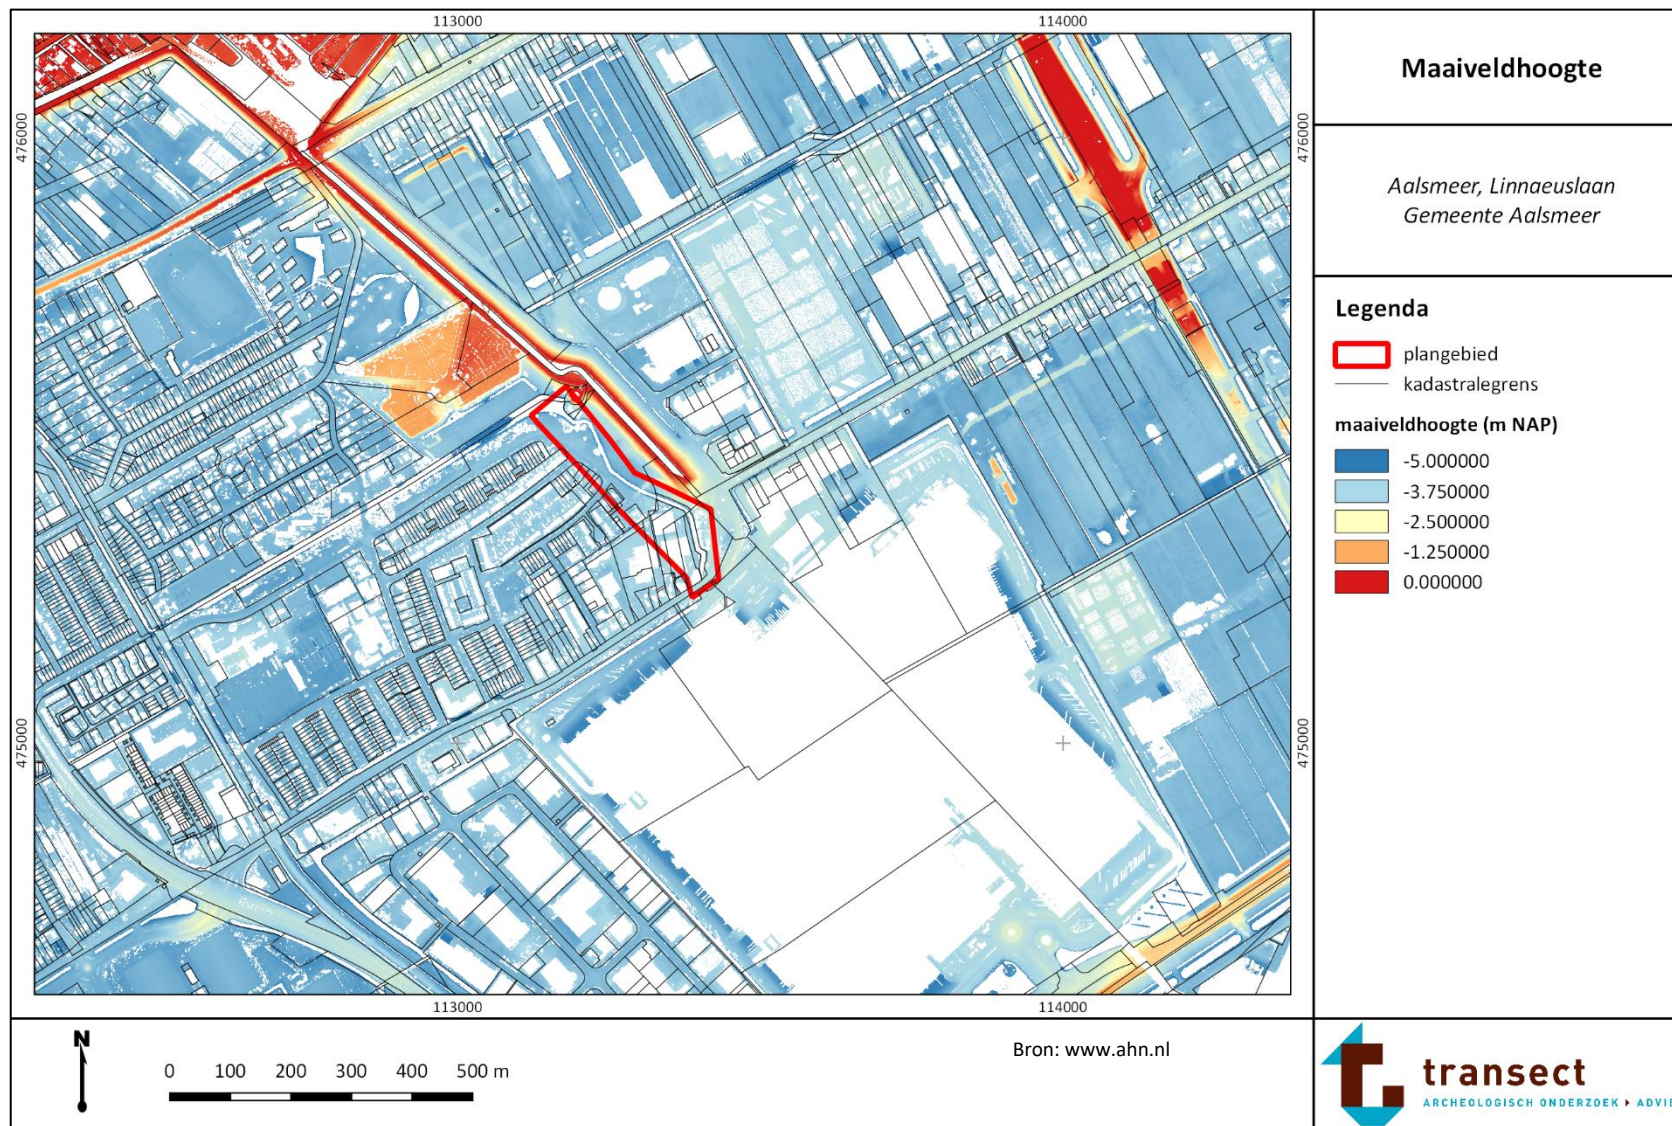 113000
114000
476000
476000
475000
475000
113000
114000
Maaiveldhoogte
Aalsmeer, Linnaeuslaan
Gemeente Aalsmeer
Legenda
plangebied
kadastralegrens
maaiveldhoogte (m NAP)
-5.000000
-3.750000
-2.500000
-1.250000
0.000000
N
0 100 200 300 400 500 m
Bron: www.ahn.nl
transect
ARCHEOLOGISCH ONDERZOEK ▸ ADVIE